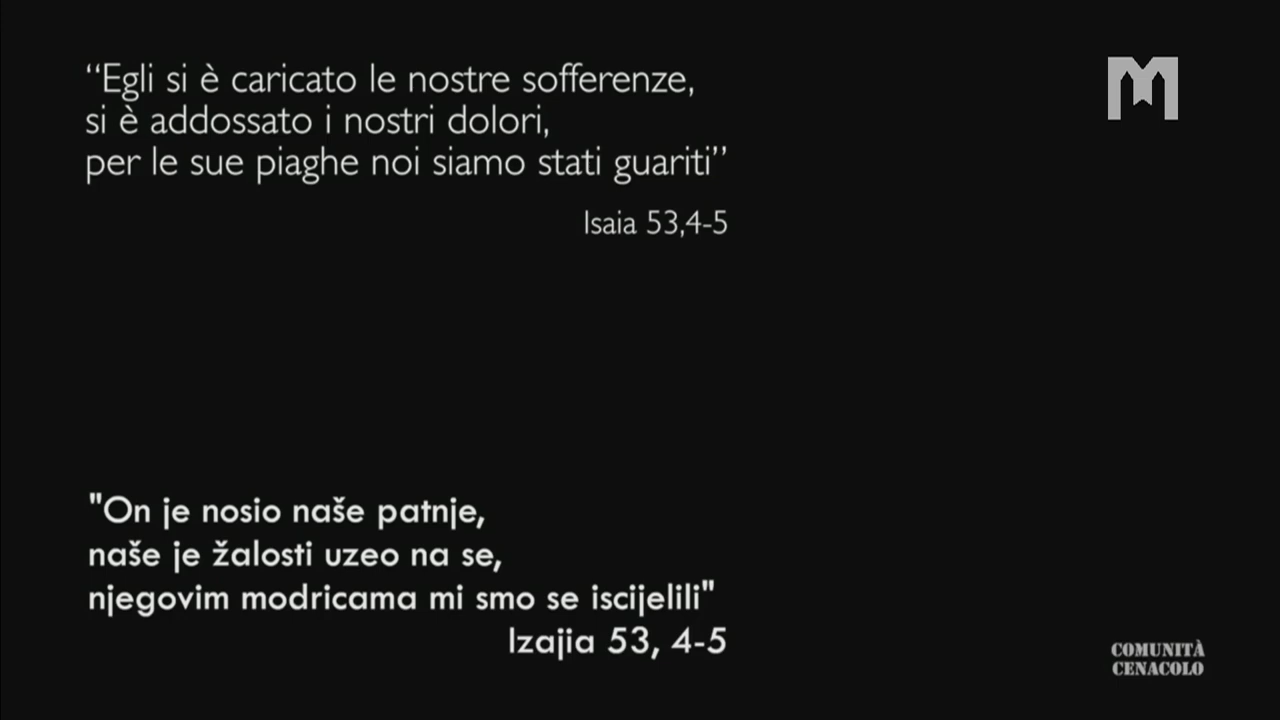 “Egli si è caricato le nostre sofferenze,
si è addossato i nostri dolori,
per le sue piaghe noi siamo stati guariti”
Isaia 53,4-5
"On je nosio naše patnje,
naše je žalosti uzeo na se,
njegovim modricama mi smo se iscijelili"
Izajia 53, 4-5
M
COMUNITÀ
CENACOLO